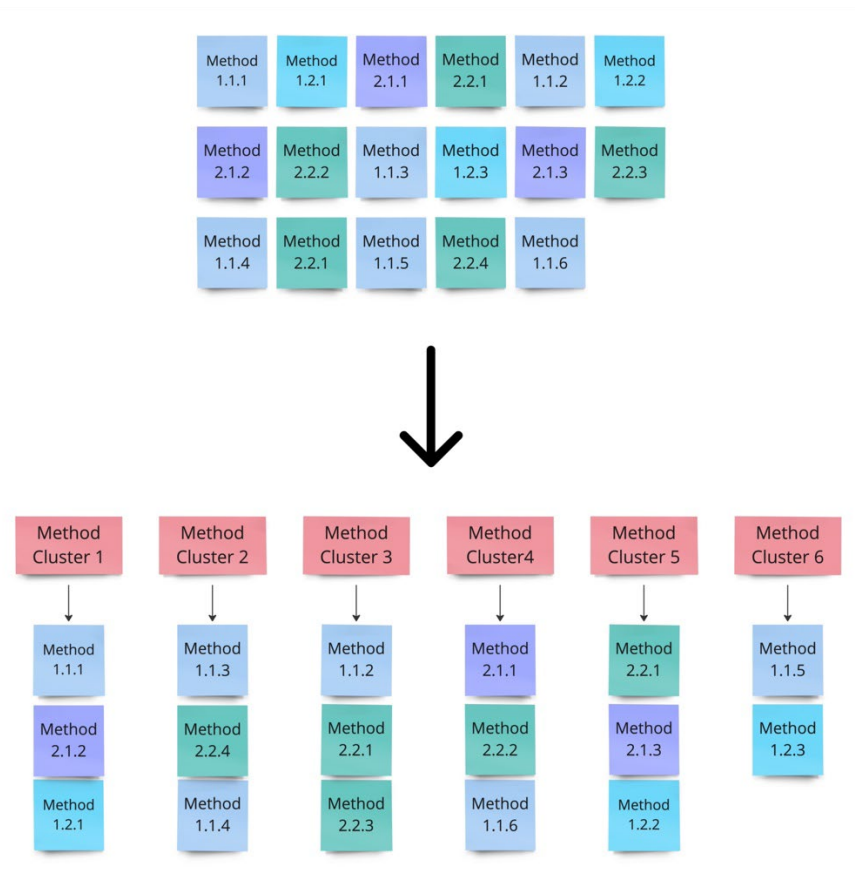 Method
1.1.1
Method
1.2.1
Method
2.1.1
Method
2.2.1
Method
1.1.2
Method
1.2.2
Method
2.1.2
Method
2.2.2
Method
1.1.3
Method
1.2.3
Method
2.1.3
Method
2.2.3
Method
1.1.4
Method
2.2.1
Method
1.1.5
Method
2.2.4
Method
1.1.6
Method
Cluster 1
Method
Cluster 2
Method
Cluster 3
Method
Cluster4
Method
Cluster 5
Method
Cluster 6
Method
1.1.1
Method
1.1.3
Method
1.1.2
Method
2.1.1
Method
2.2.1
Method
1.1.5
Method
2.1.2
Method
2.2.4
Method
2.2.1
Method
2.2.2
Method
2.1.3
Method
1.2.3
Method
1.2.1
Method
1.1.4
Method
2.2.3
Method
1.1.6
Method
1.2.2